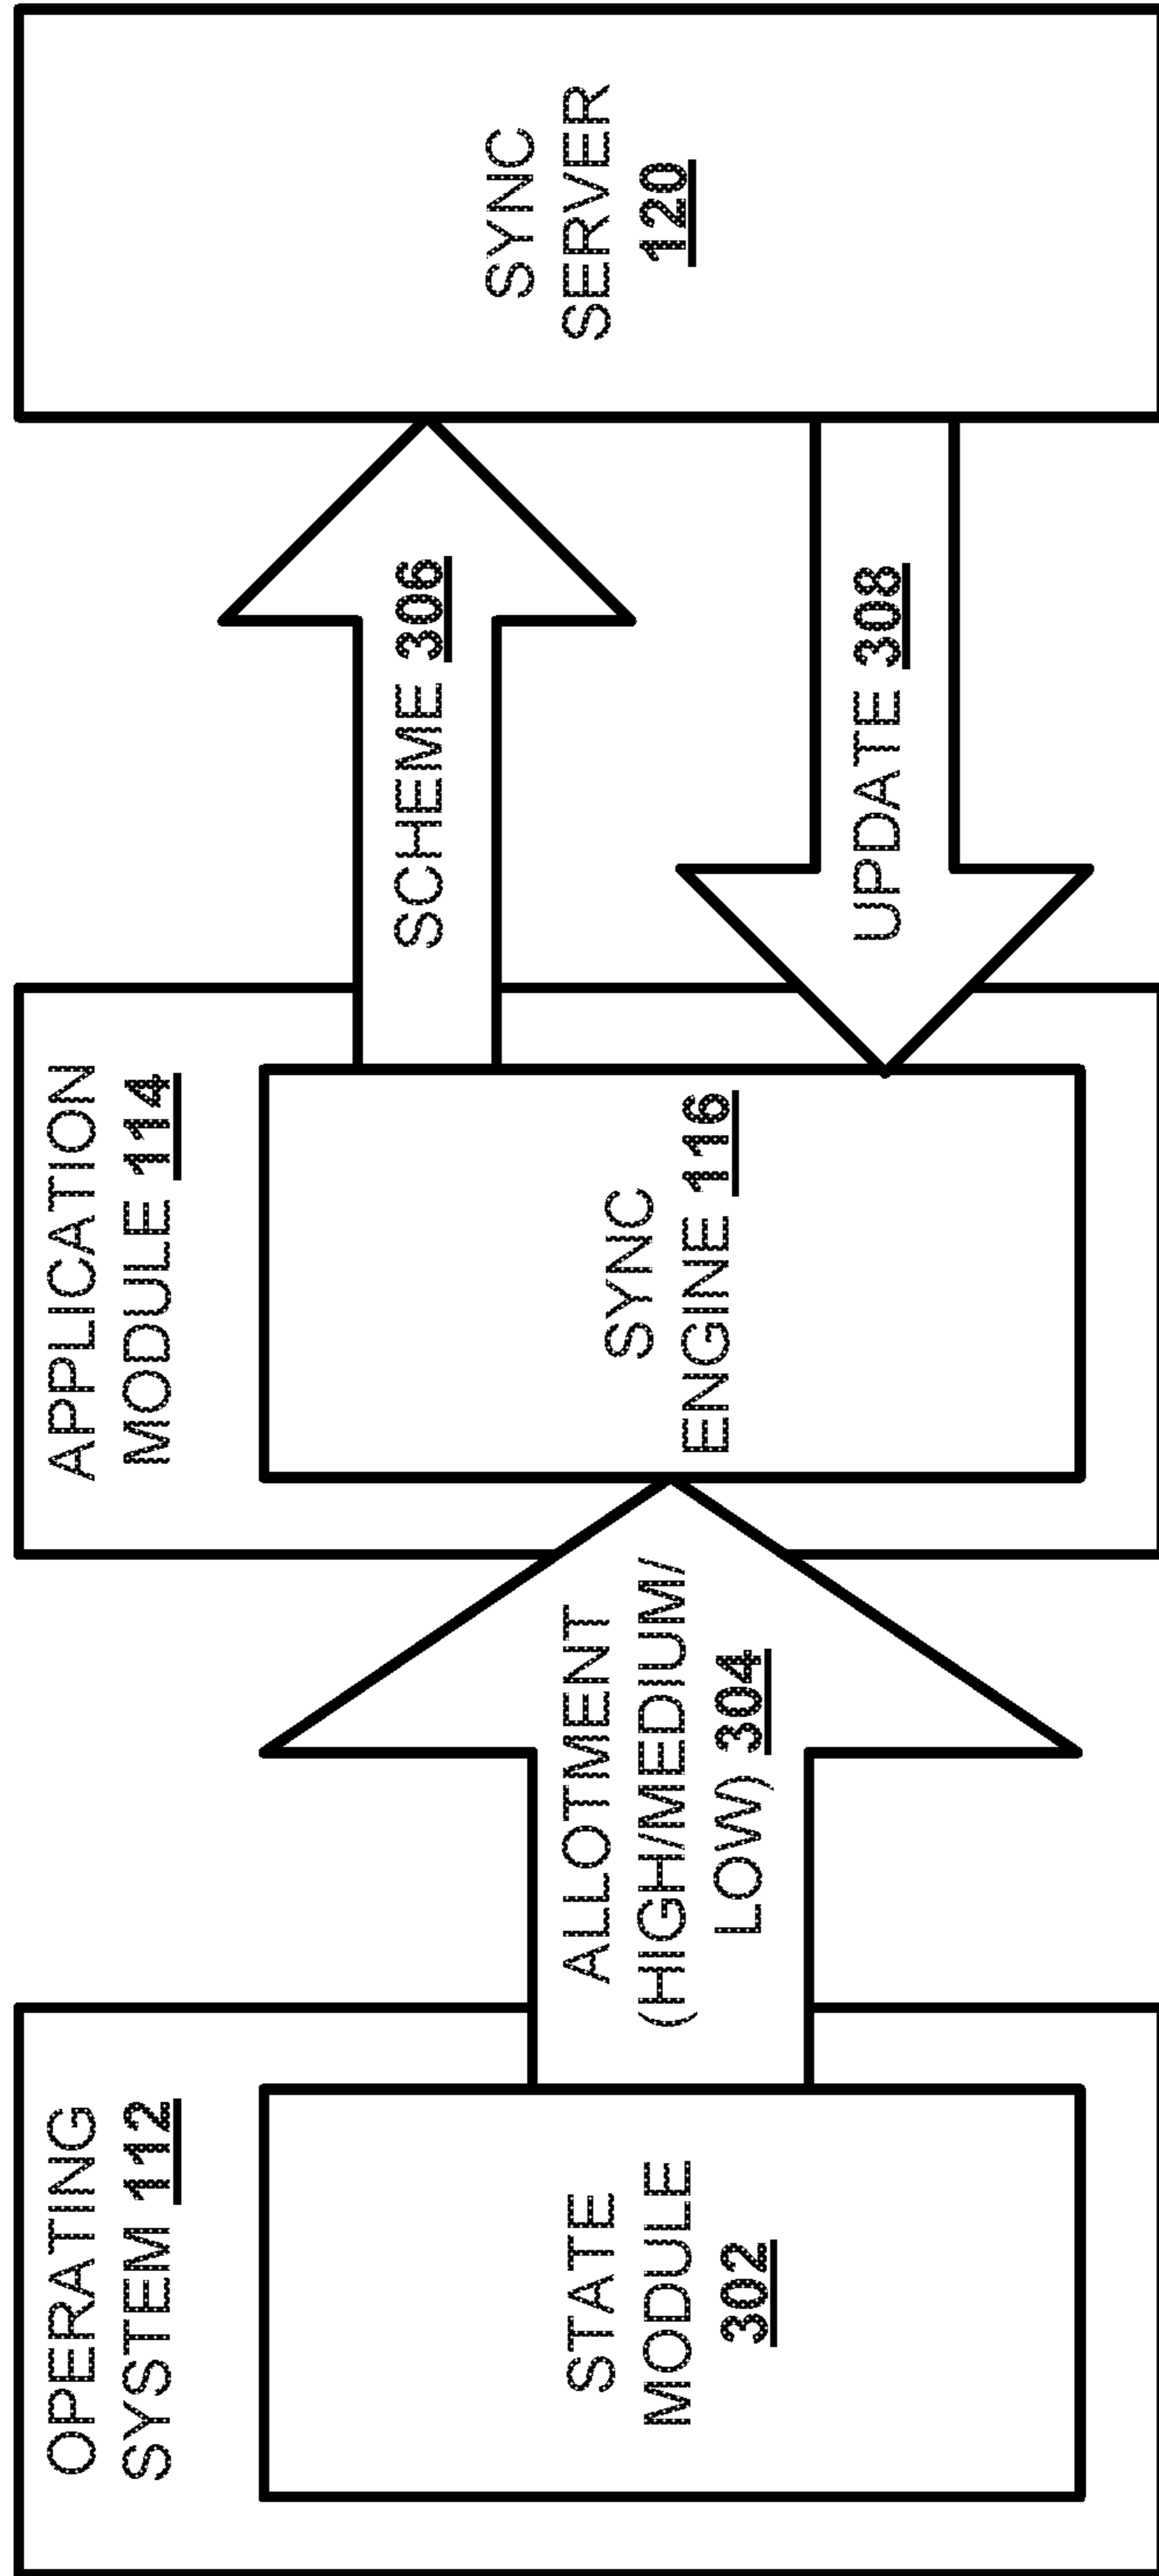 OPERATING
SYSTEM 112
STATE
MODULE
302
ALLOTMENT
(HIGH/MEDIUM/
LOW) 304
APPLICATION
MODULE 114
SYNC
ENGINE 116
SCHEME 306
UPDATE 308
SYNC
SERVER
120